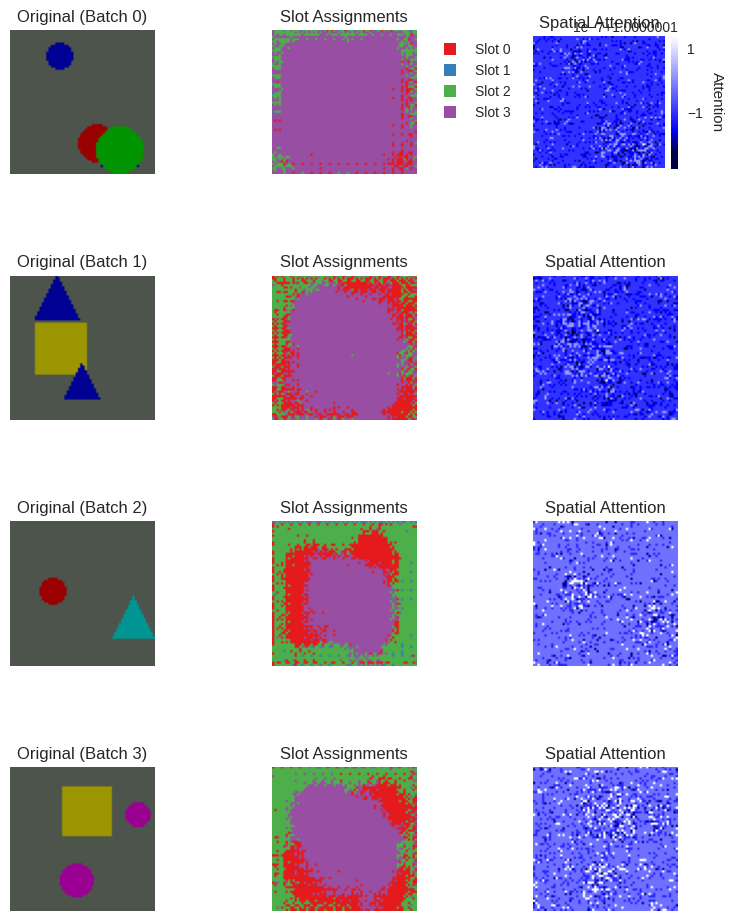 Original (Batch 0)
Slot Assignments
Slot 0
Slot 1
Slot 2
Slot 3
Spatial Attention
1e−7+1.0000001
1
−1
Attention
Original (Batch 1)
Slot Assignments
Spatial Attention
Original (Batch 2)
Slot Assignments
Spatial Attention
Original (Batch 3)
Slot Assignments
Spatial Attention